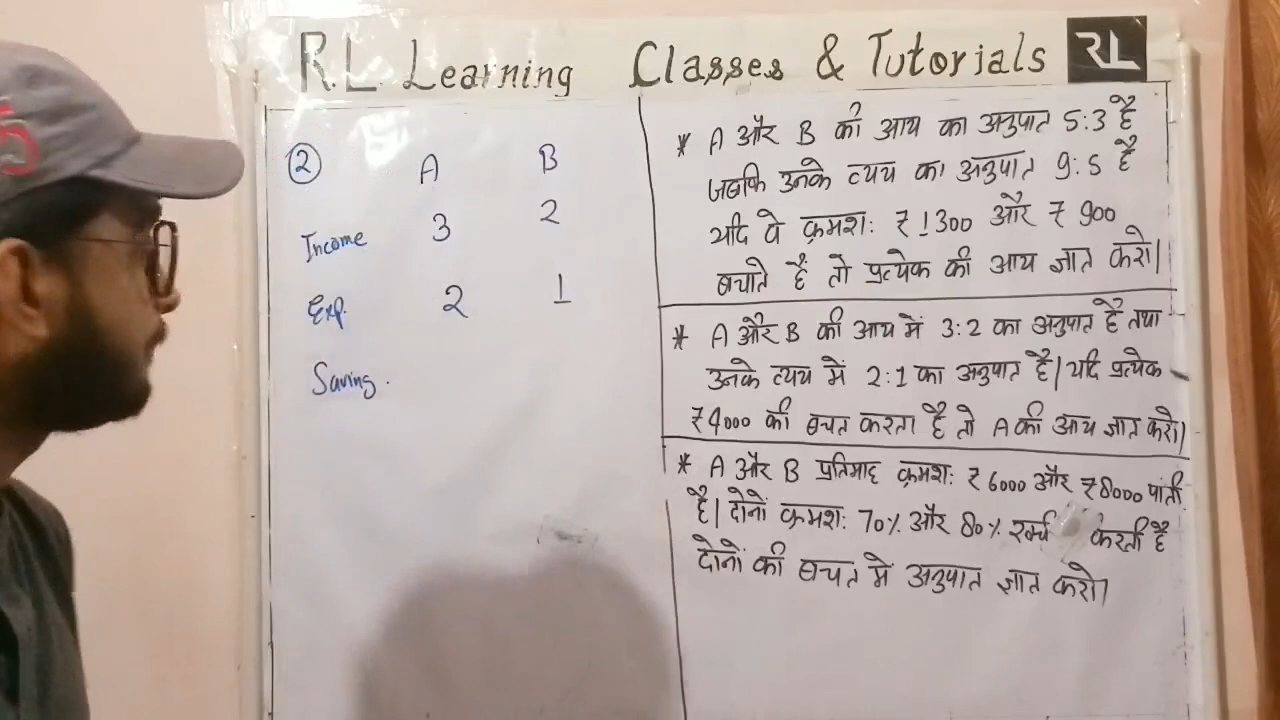 R.L. Learning Classes & Tutorials RL
② A B
Income 3 2
Exp. 2 1
Saving.
* A और B की आय का अनुपात 5:3 है
जबकि उनके व्यय का अनुपात 9:5 है
यदि वे क्रमशः ₹1300 और ₹900
बचाते है तो प्रत्येक की आय ज्ञात करो।
* A और B की आय में 3:2 का अनुपात है तथा
उनके व्यय में 2:1 का अनुपात है। यदि प्रत्येक
₹4000 की बचत करता है तो A की आय ज्ञात करो।
* A और B प्रतिमाह क्रमशः ₹6000 और ₹8000 पाती
है। दोनों क्रमशः 70% और 80% खर्च करती है
दोनों की बचत में अनुपात ज्ञात करो।